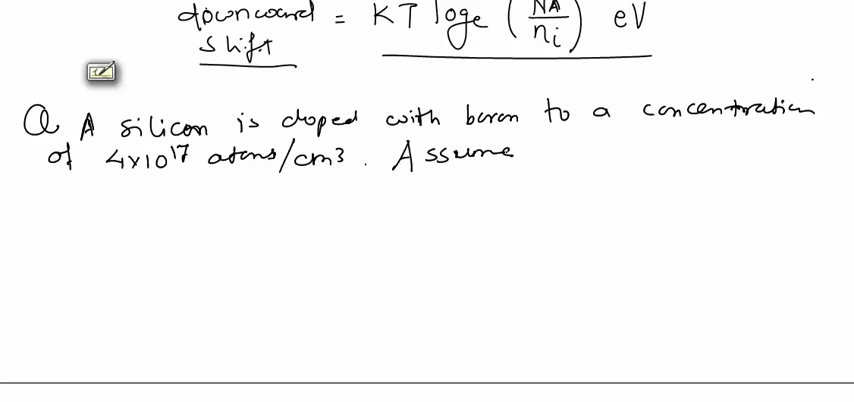 downward = KT loge (NA/ni) eV
shift
Q A silicon is doped with boron to a concentration
of 4x10^17 atoms/cm3. Assume